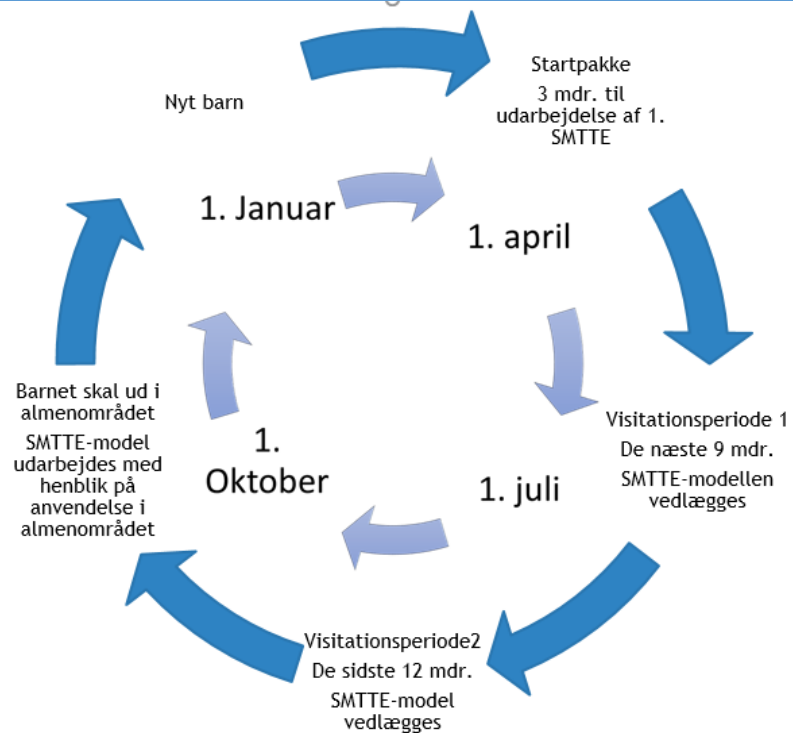 Nyt barn
Startpakke
3 mdr. til
udarbejdelse af 1.
SMTTE
Visitationsperiode 1
De næste 9 mdr.
SMTTE-modellen
vedlægges
Visitationsperiode2
De sidste 12 mdr.
SMTTE-model
vedlægges
Barnet skal ud i
almenområdet
SMTTE-model
udarbejdes med
henblik på
anvendelse i
almenområdet
1. Januar
1. april
1. juli
1.
Oktober